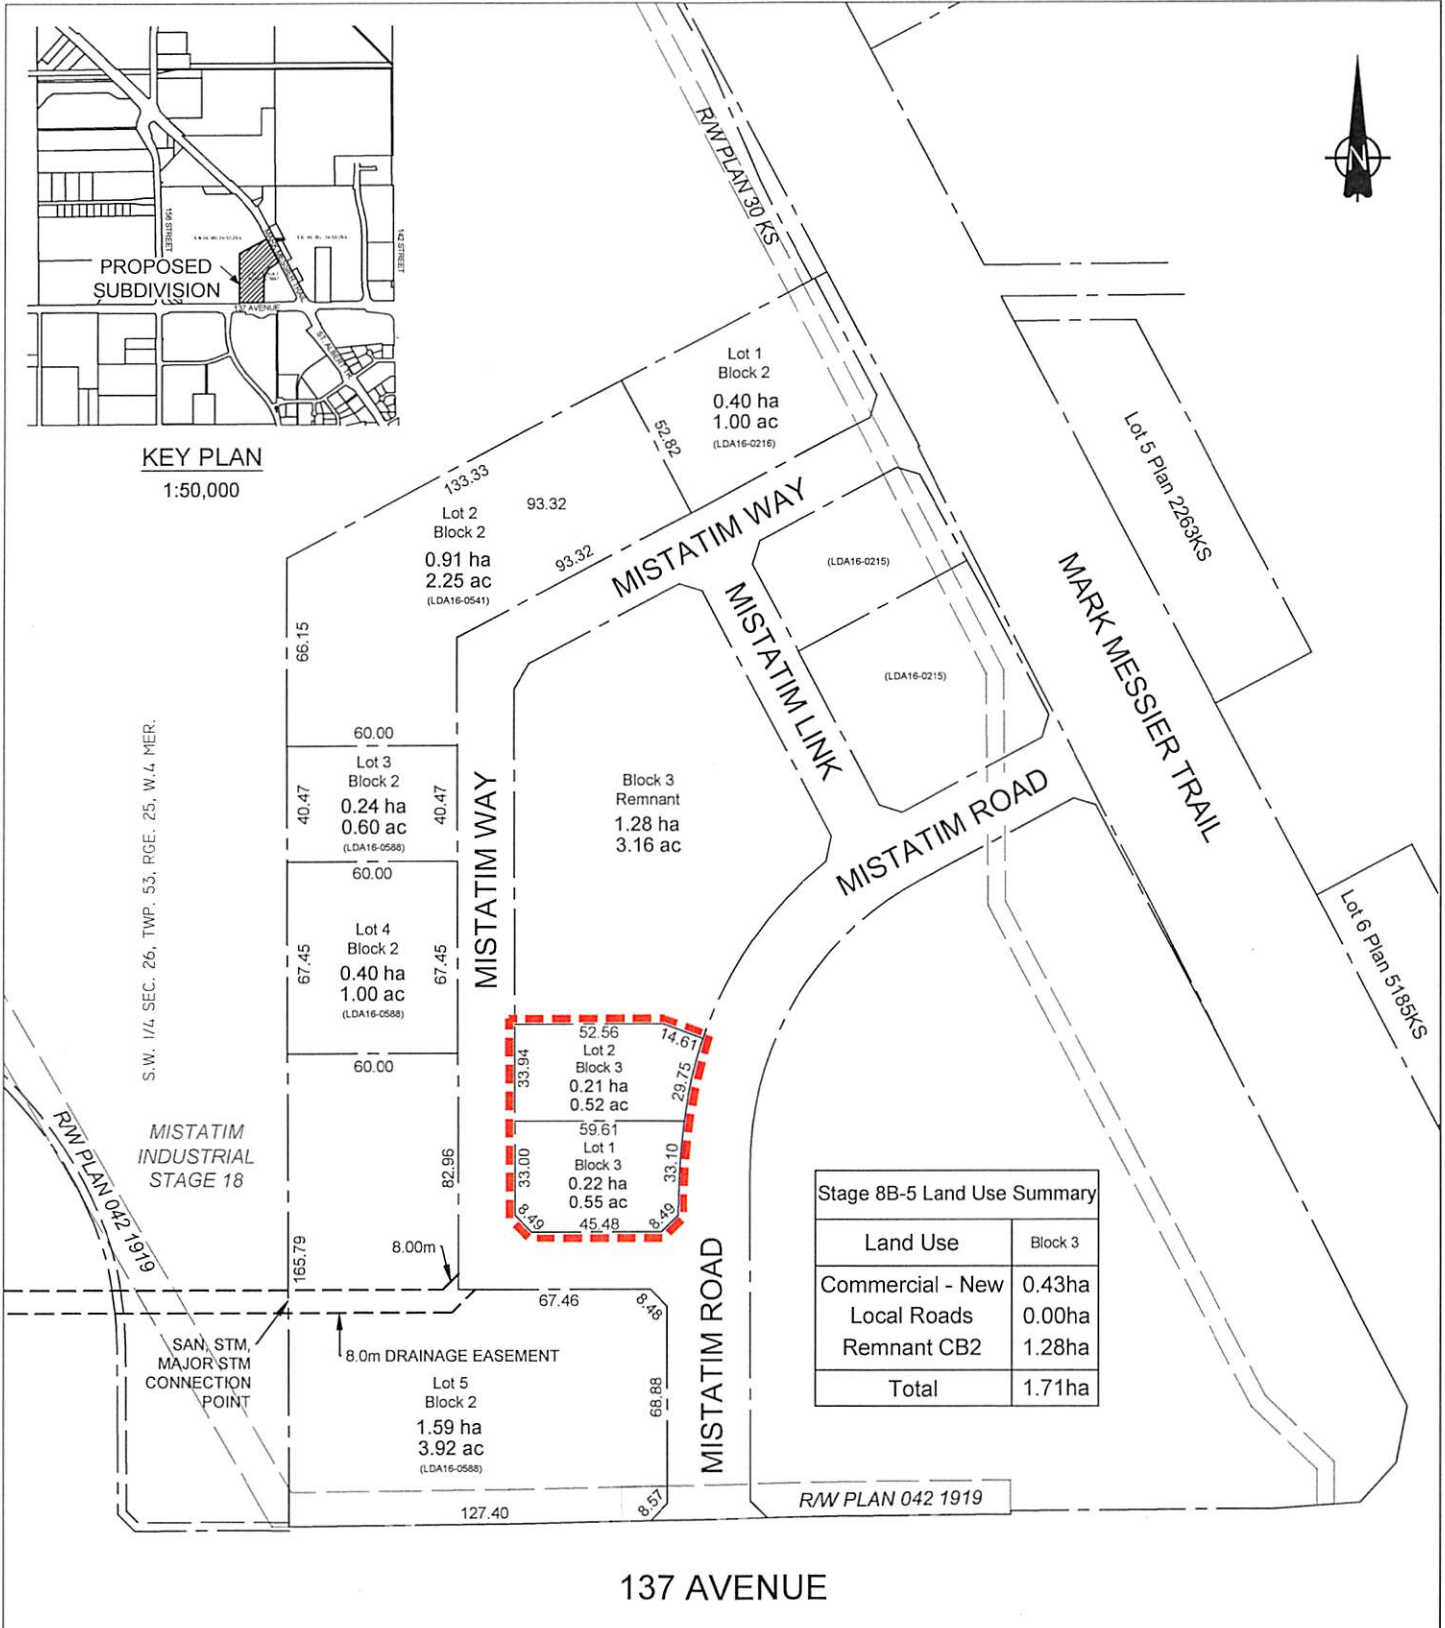 156 STREET
142 STREET
MARK MESSIER TRAIL
PROPOSED
SUBDIVISION
137 AVENUE
ST. ALBERT TR.
KEY PLAN
1:50,000
N
R/W PLAN 30 KS
Lot 1
Block 2
0.40 ha
1.00 ac
(LDA16-0216)
52.82
133.33
Lot 2
Block 2
0.91 ha
2.25 ac
(LDA16-0541)
93.32
93.32
MISTATIM WAY
(LDA16-0215)
(LDA16-0215)
MISTATIM LINK
Lot 5 Plan 2263KS
MARK MESSIER TRAIL
66.15
S.W. 1/4 SEC. 26, TWP. 53, RGE. 25, W.4 MER.
60.00
Lot 3
Block 2
0.24 ha
0.60 ac
(LDA16-0588)
40.47
40.47
60.00
Block 3
Remnant
1.28 ha
3.16 ac
MISTATIM ROAD
MISTATIM WAY
Lot 4
Block 2
0.40 ha
1.00 ac
(LDA16-0588)
67.45
67.45
60.00
Lot 6 Plan 5185KS
52.56
14.61
Lot 2
Block 3
0.21 ha
0.52 ac
33.94
29.75
59.61
Lot 1
Block 3
0.22 ha
0.55 ac
33.00
33.10
8.49
45.48
8.49
R/W PLAN 042 1919
MISTATIM
INDUSTRIAL
STAGE 18
82.96
165.79
8.00m
67.46
8.48
SAN, STM,
MAJOR STM
CONNECTION
POINT
8.0m DRAINAGE EASEMENT
Lot 5
Block 2
1.59 ha
3.92 ac
(LDA16-0588)
68.88
MISTATIM ROAD
127.40
8.57
Stage 8B-5 Land Use Summary
Land Use Block 3
Commercial - New 0.43ha
Local Roads 0.00ha
Remnant CB2 1.28ha
Total 1.71ha
R/W PLAN 042 1919
137 AVENUE